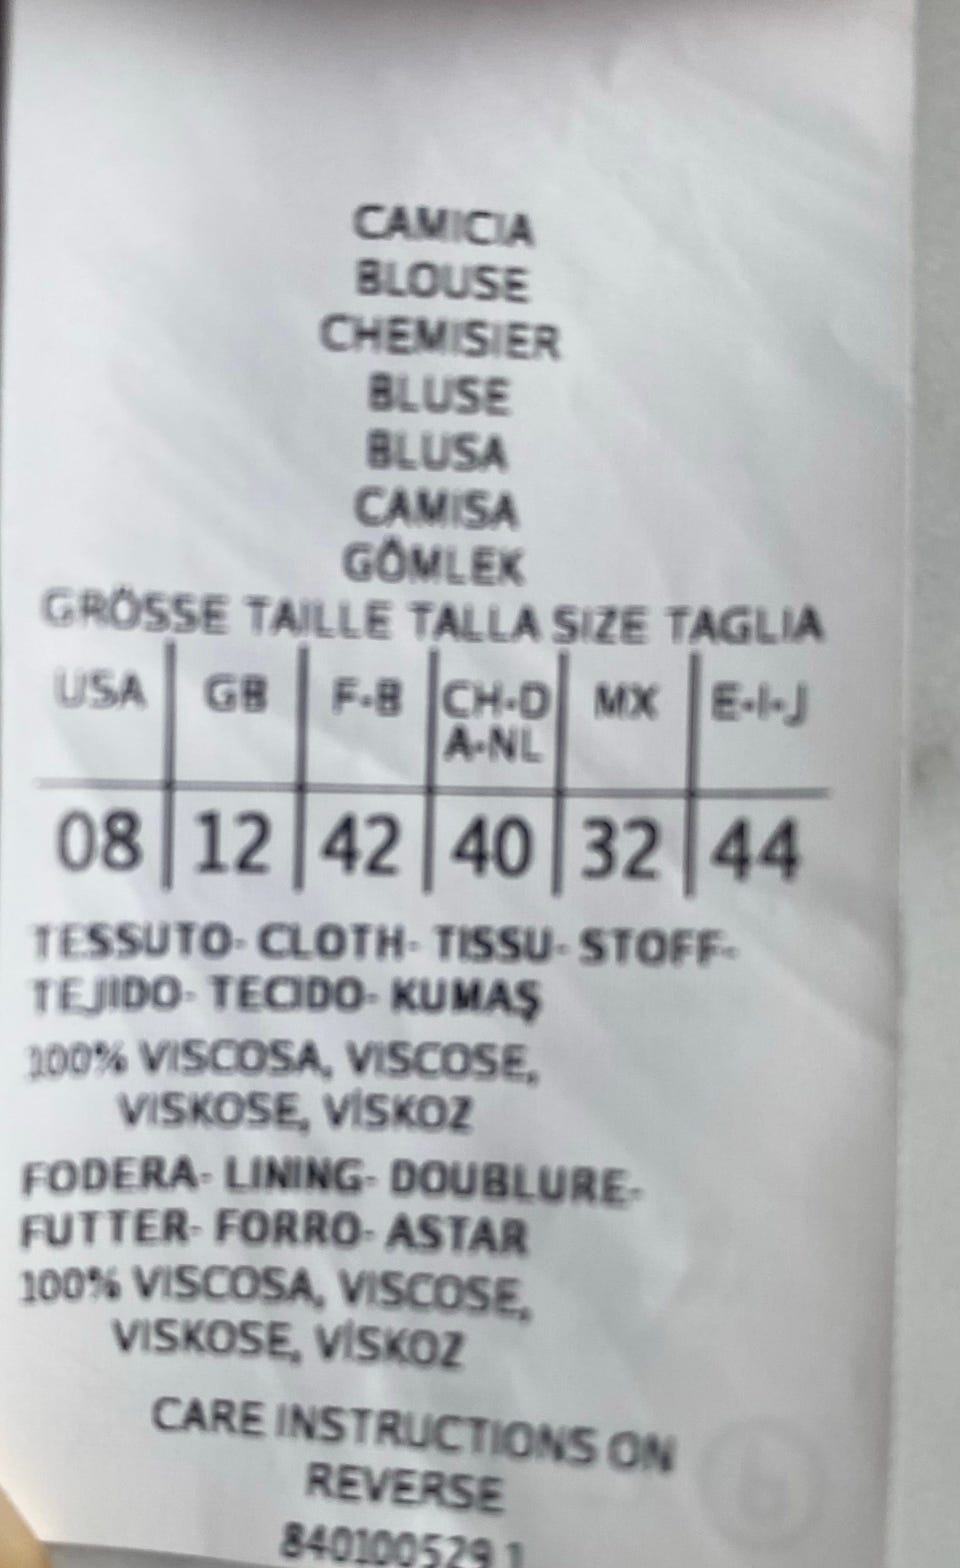 CAMICIA
BLOUSE
CHEMISIER
BLUSE
BLUSA
CAMISA
GÖMLEK
GRÖSSE TAILLE TALLA SIZE TAGLIA
USA GB F-B CH-D A-NL MX E-I-J
08 12 42 40 32 44
TESSUTO- CLOTH- TISSU- STOFF-
TEJIDO- TECIDO- KUMAŞ
100% VISCOSA, VISCOSE,
VISKOSE, VİSKOZ
FODERA- LINING- DOUBLURE-
FUTTER- FORRO- ASTAR
100% VISCOSA, VISCOSE,
VISKOSE, VİSKOZ
CARE INSTRUCTIONS ON
REVERSE
840100529 1